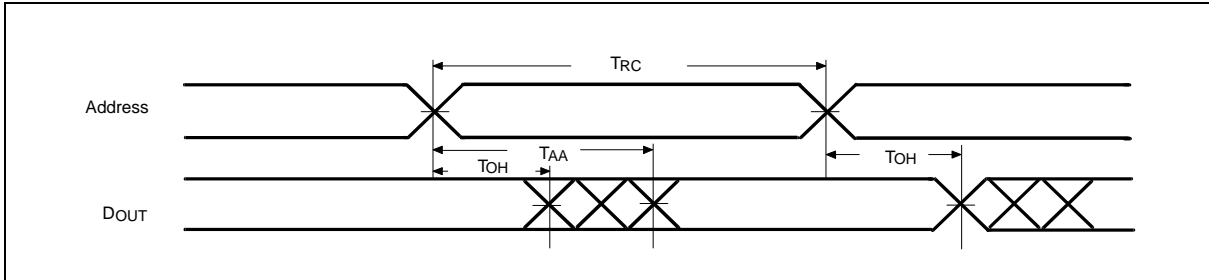 TRC
Address
TAA
TOH
TOH
DOUT